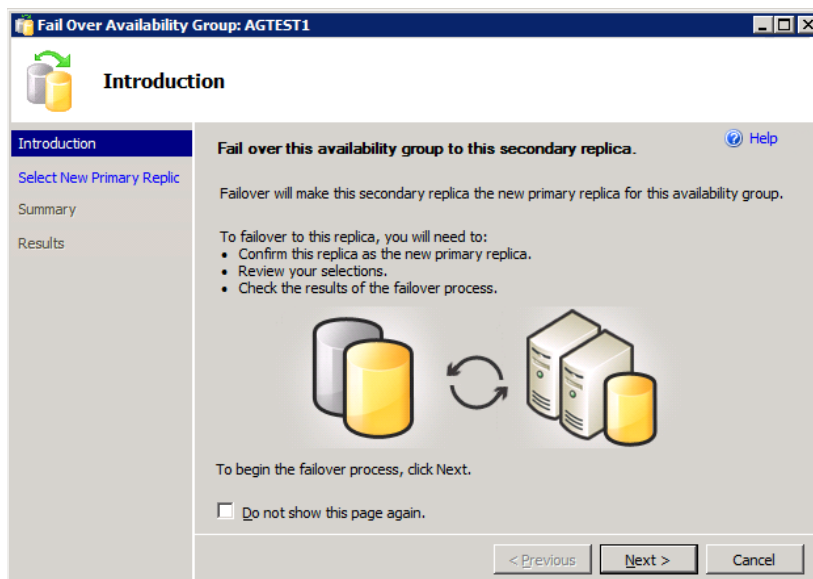 Fail Over Availability Group: AGTEST1
Introduction
Introduction
Select New Primary Replic
Summary
Results
Help
Fail over this availability group to this secondary replica.
Failover will make this secondary replica the new primary replica for this availability group.
To failover to this replica, you will need to:
• Confirm this replica as the new primary replica.
• Review your selections.
• Check the results of the failover process.
To begin the failover process, click Next.
Do not show this page again.
< Previous
Next >
Cancel